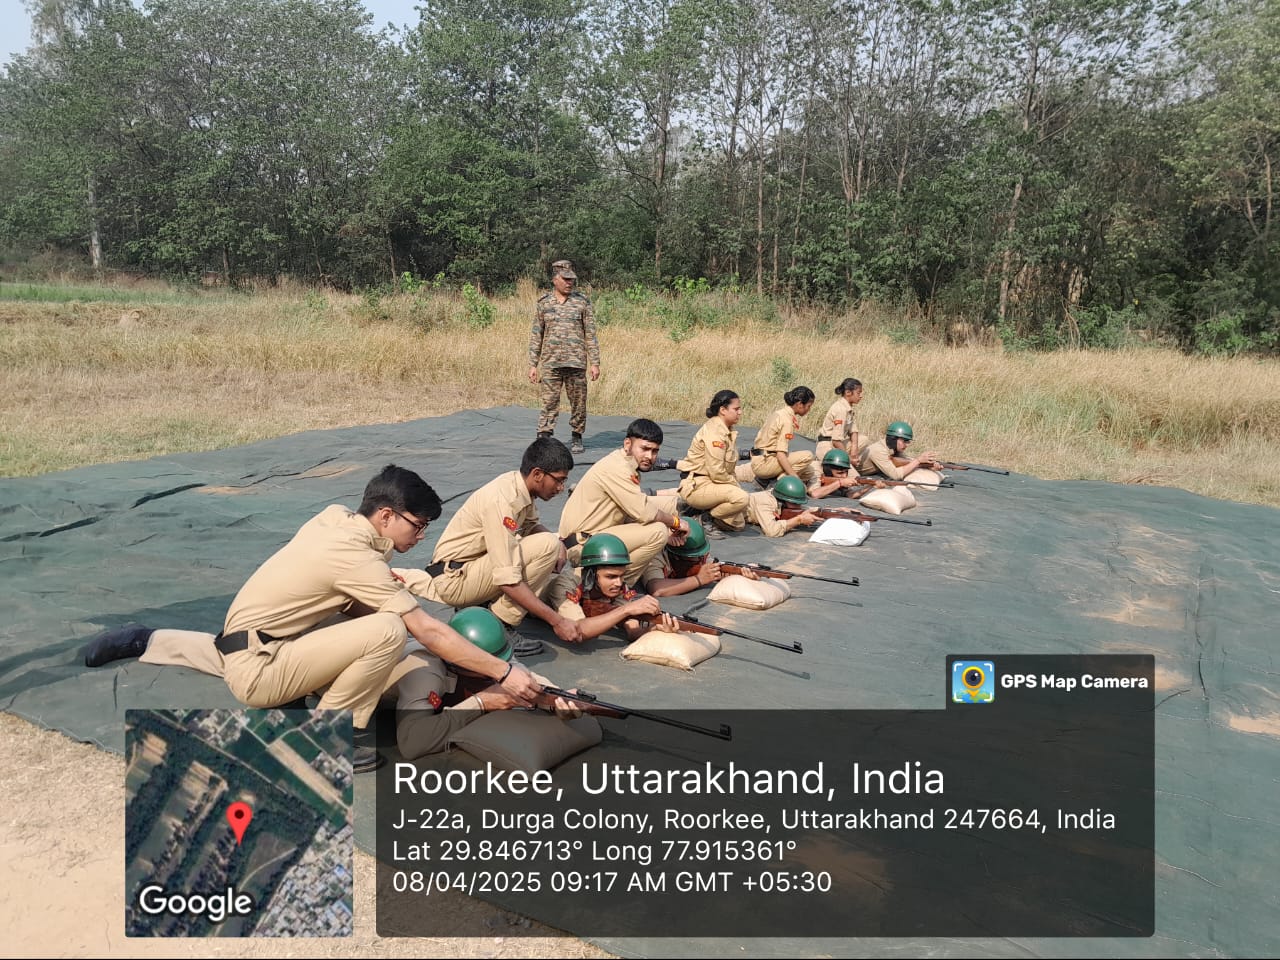 GPS Map Camera
Roorkee, Uttarakhand, India
J-22a, Durga Colony, Roorkee, Uttarakhand 247664, India
Lat 29.846713° Long 77.915361°
08/04/2025 09:17 AM GMT +05:30
Google